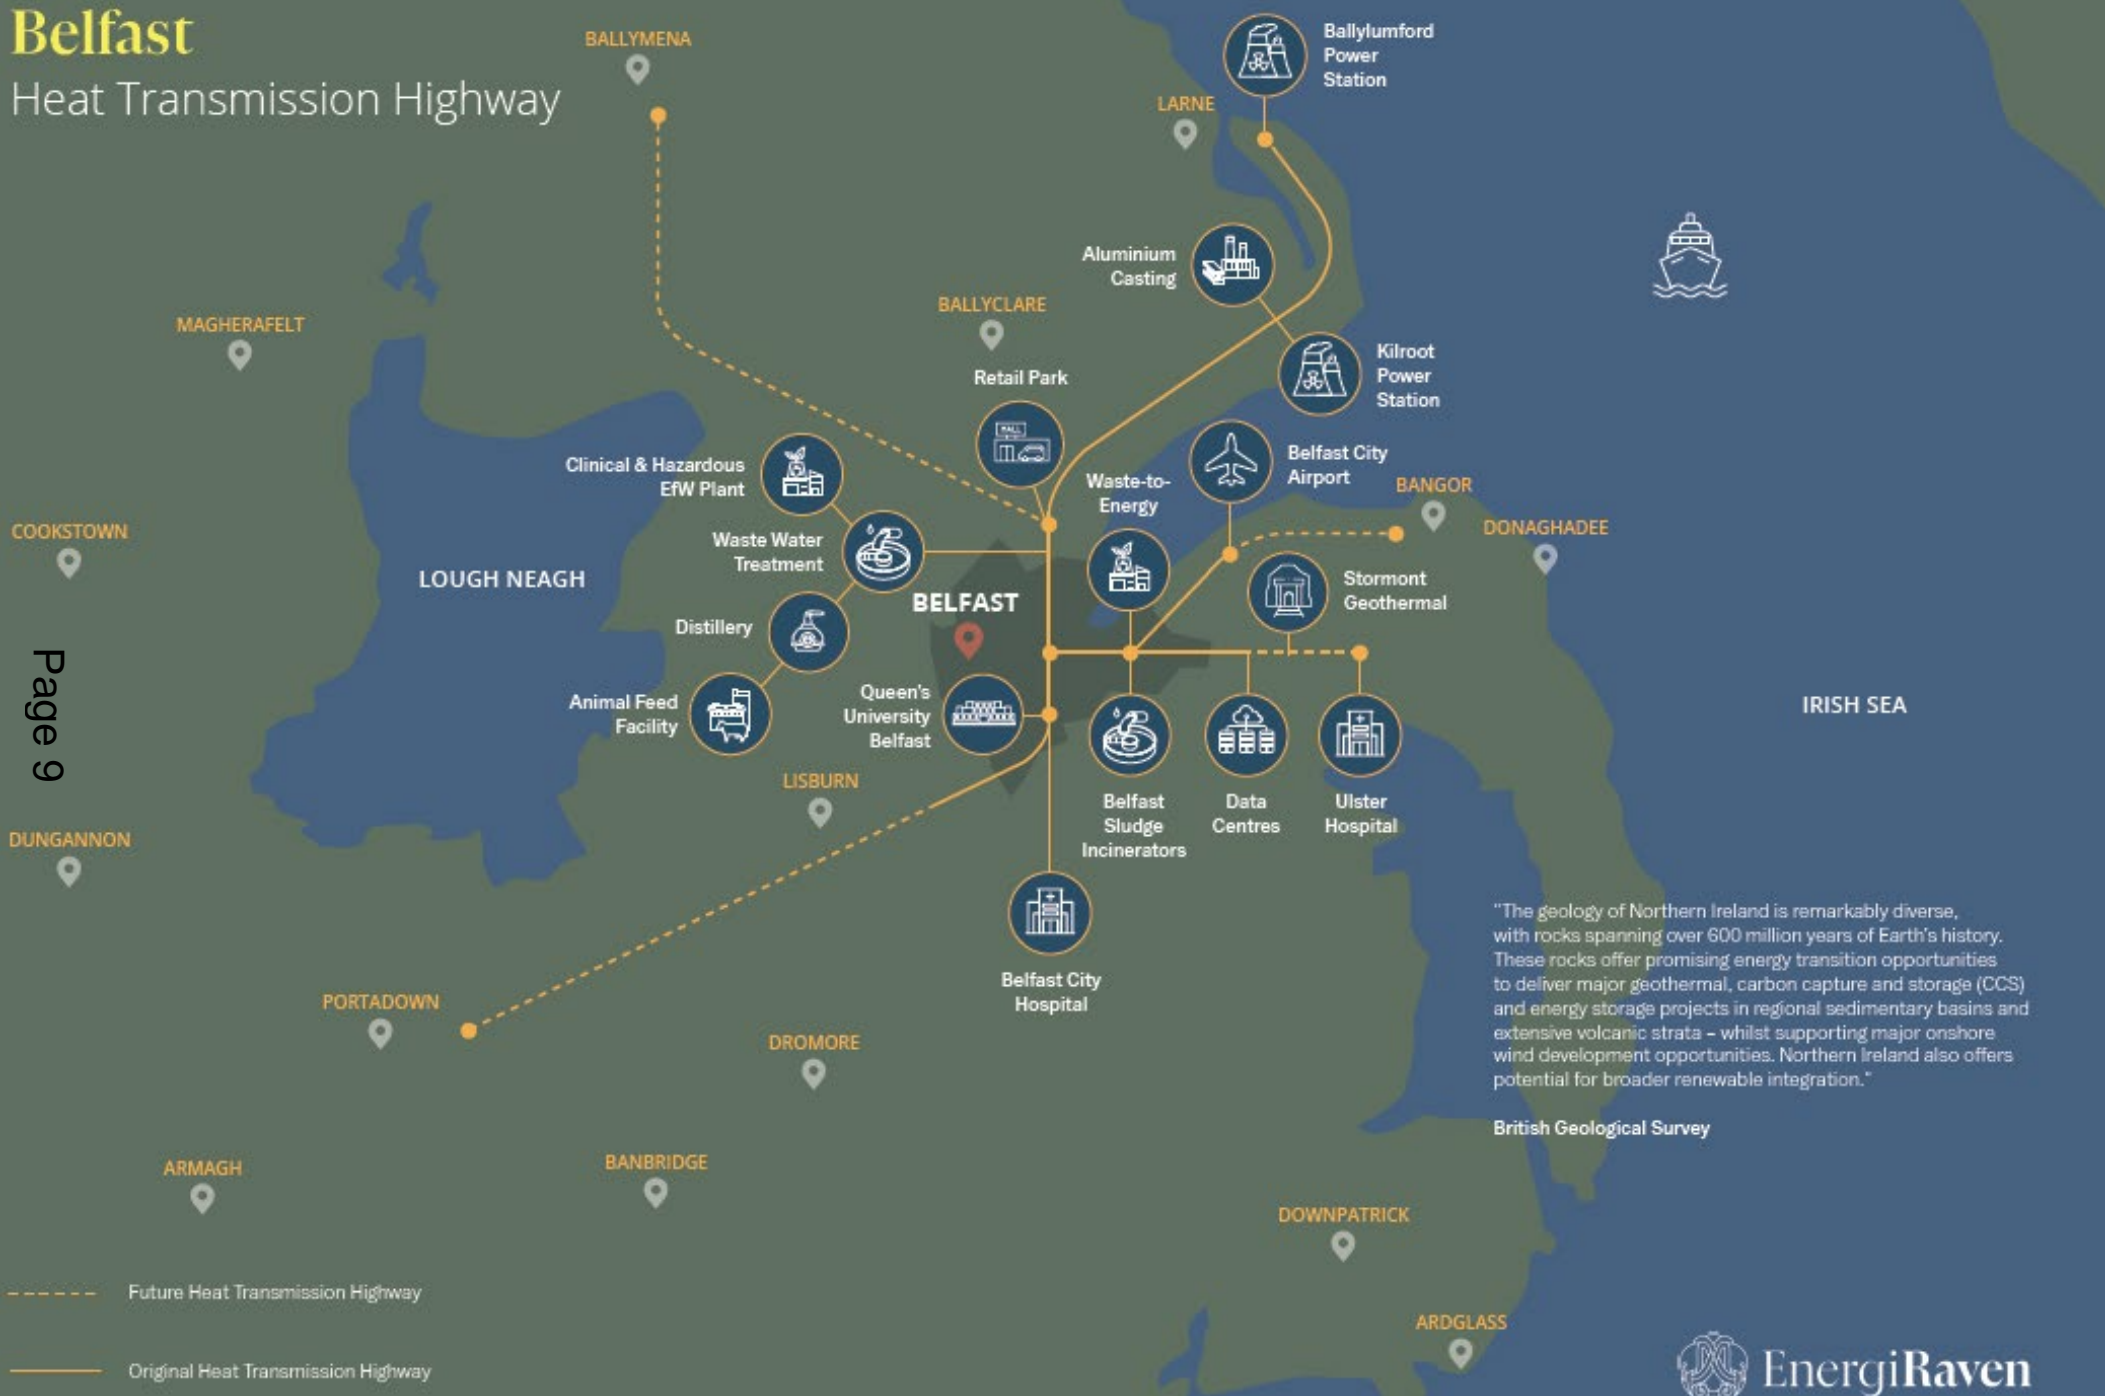 Belfast
Heat Transmission Highway
BALLYMENA
Ballylumford
Power
Station
LARNE
Aluminium
Casting
BALLYCLARE
MAGHERAFELT
Retail Park
Kilroot
Power
Station
Clinical & Hazardous
EfW Plant
MALL
Waste-to-
Energy
Belfast City
Airport
BANGOR
DONAGHADEE
COOKSTOWN
Waste Water
Treatment
LOUGH NEAGH
BELFAST
Stormont
Geothermal
Distillery
Page 9
Animal Feed
Facility
Queen's
University
Belfast
IRISH SEA
LISBURN
Belfast
Sludge
Incinerators
Data
Centres
Ulster
Hospital
DUNGANNON
Belfast City
Hospital
PORTADOWN
DROMORE
"The geology of Northern Ireland is remarkably diverse,
with rocks spanning over 600 million years of Earth's history.
These rocks offer promising energy transition opportunities
to deliver major geothermal, carbon capture and storage (CCS)
and energy storage projects in regional sedimentary basins and
extensive volcanic strata – whilst supporting major onshore
wind development opportunities. Northern Ireland also offers
potential for broader renewable integration."
British Geological Survey
ARMAGH
BANBRIDGE
DOWNPATRICK
ARDGLASS
Future Heat Transmission Highway
Original Heat Transmission Highway
EnergiRaven